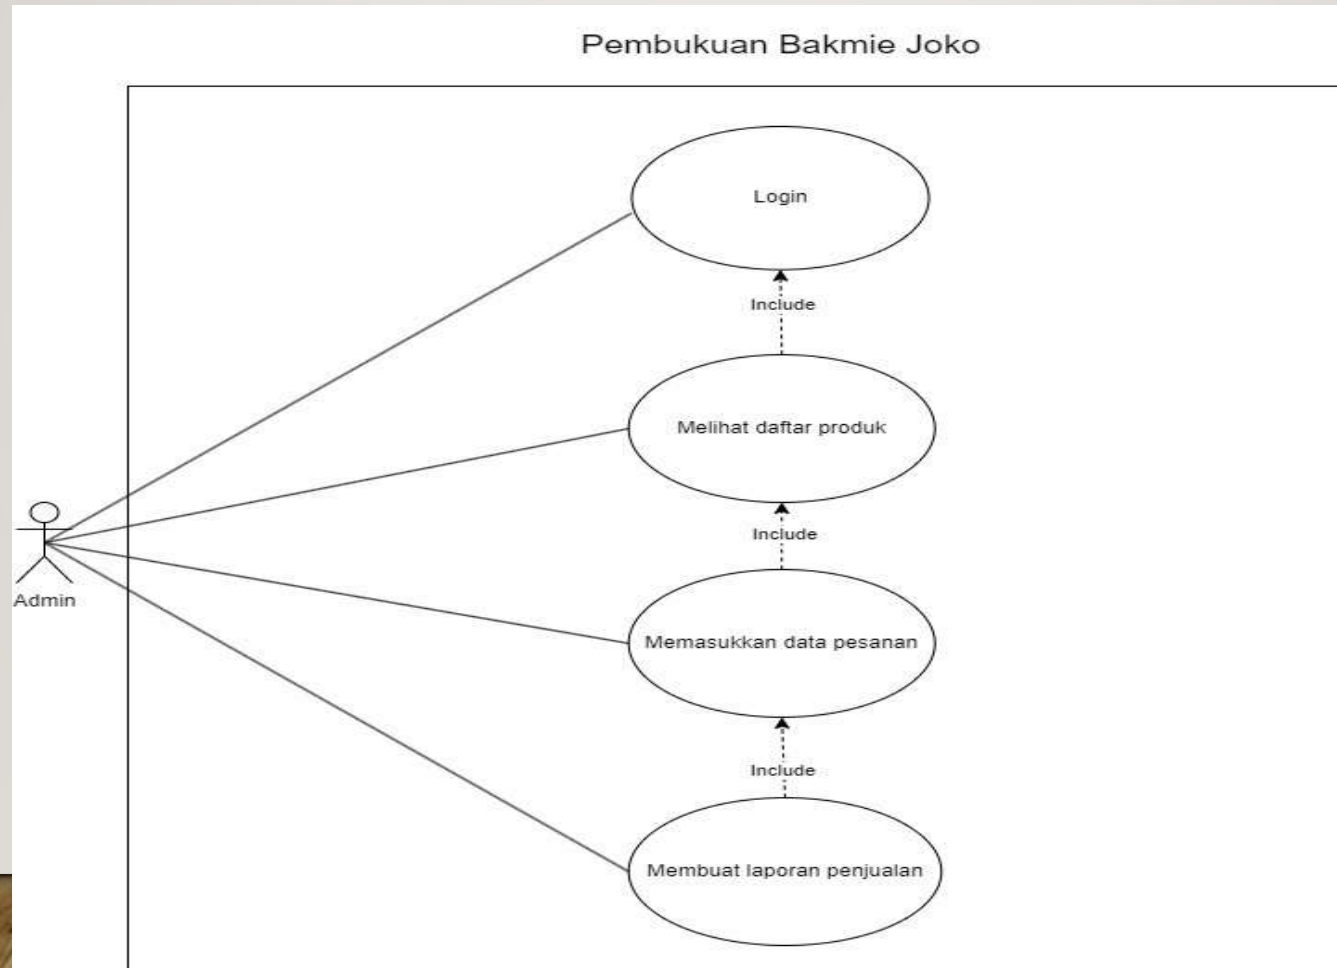 Pembukuan Bakmie Joko
Login
Include
Melihat daftar produk
Include
Admin
Memasukkan data pesanan
Include
Membuat laporan penjualan